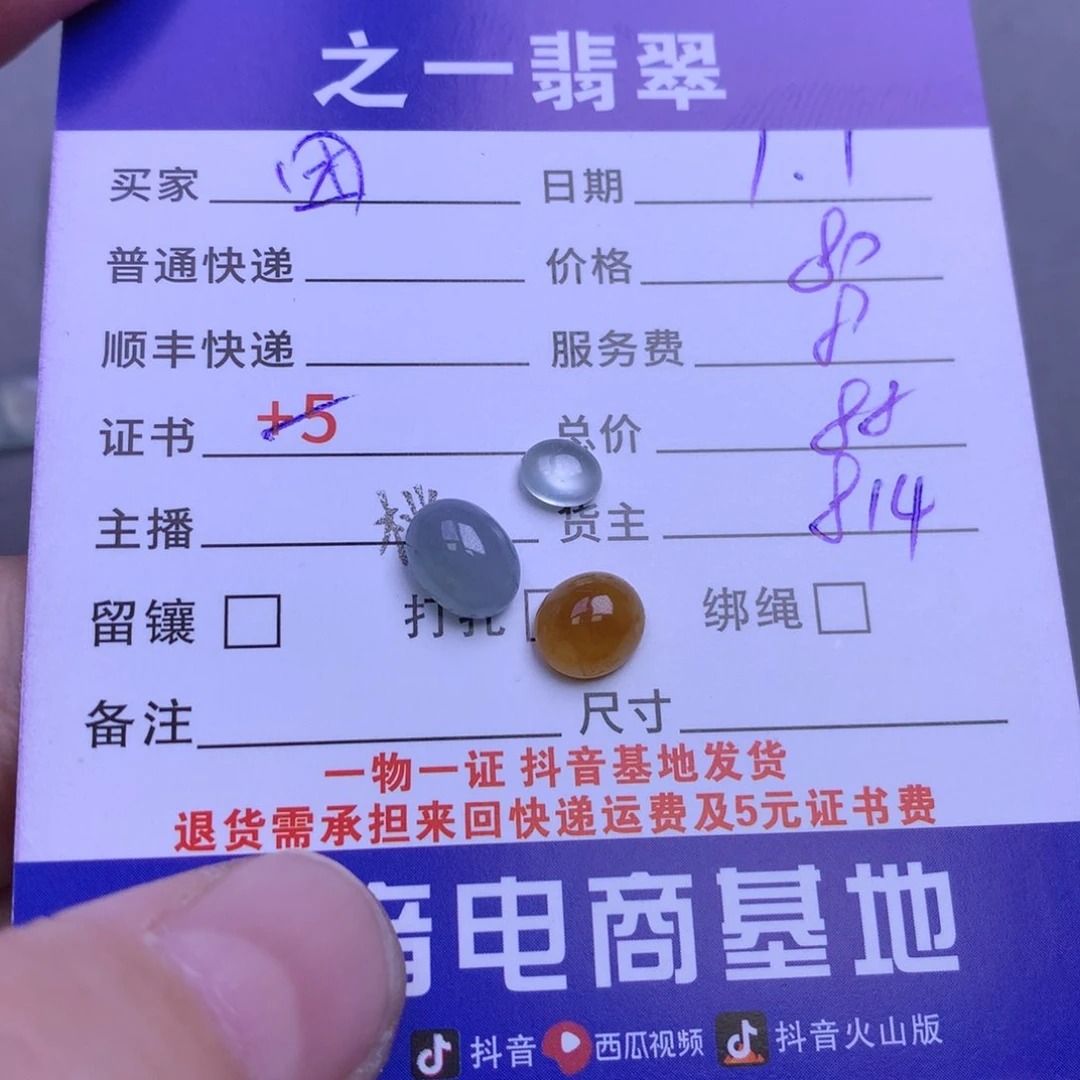 之一翡翠
买家 团 日期 1.1
普通快递 价格 80
顺丰快递 服务费 8
证书 +5 总价 88
主播 货主 814
留镶 打孔 绑绳
备注 尺寸
一物一证 抖音基地发货
退货需承担来回快递运费及5元证书费
音电商基地
抖音 西瓜视频 抖音火山版